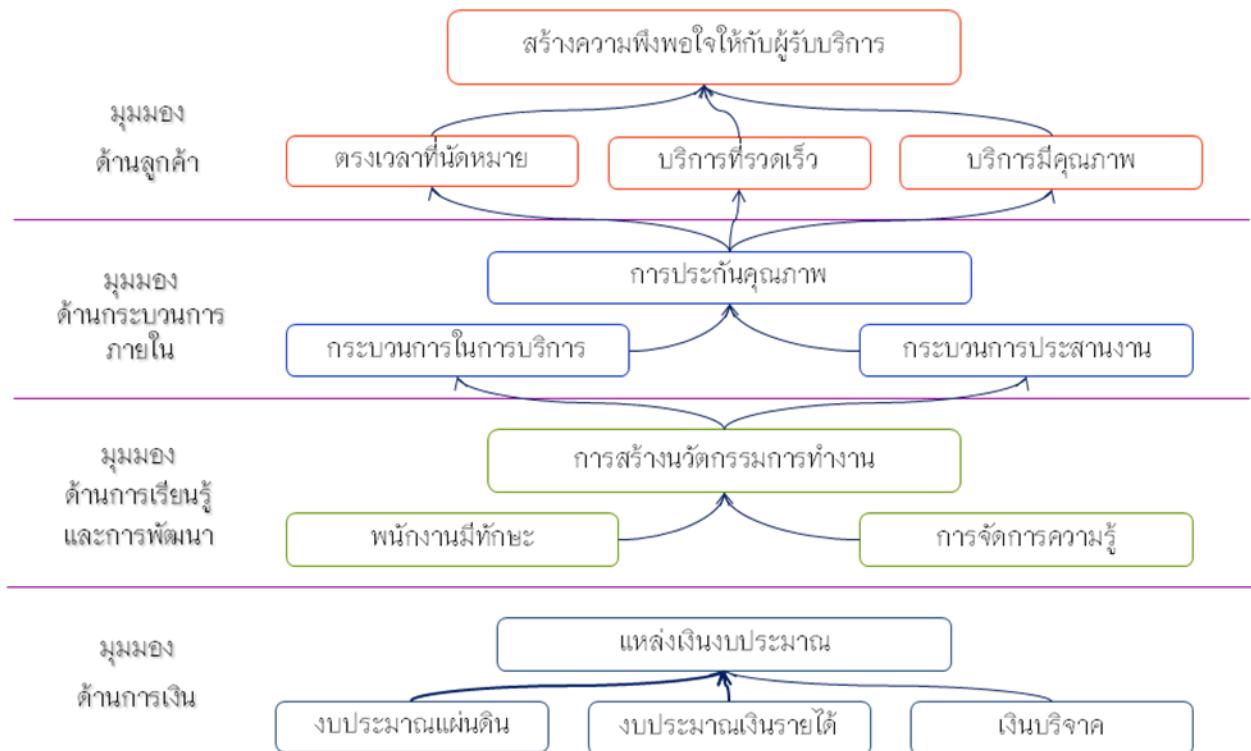 สร้างความพึงพอใจให้กับผู้รับบริการ
มุมมอง
ด้านลูกค้า
ตรงเวลาที่นัดหมาย
บริการที่รวดเร็ว
บริการมีคุณภาพ
มุมมอง
ด้านกระบวนการ
ภายใน
การประกันคุณภาพ
กระบวนการในการบริการ
กระบวนการประสานงาน
มุมมอง
ด้านการเรียนรู้
และการพัฒนา
การสร้างนวัตกรรมการทำงาน
พนักงานมีทักษะ
การจัดการความรู้
มุมมอง
ด้านการเงิน
แหล่งเงินงบประมาณ
งบประมาณแผ่นดิน
งบประมาณเงินรายได้
เงินบริจาค